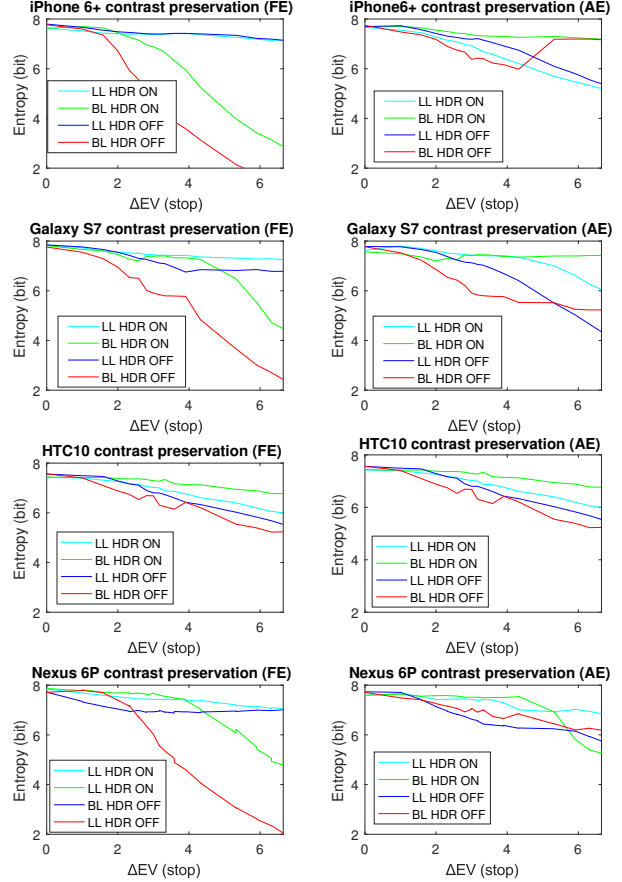 iPhone 6+ contrast preservation (FE)
8
6
4
2
0
2
4
6
Entropy (bit)
ΔEV (stop)
LL HDR ON
BL HDR ON
LL HDR OFF
BL HDR OFF
iPhone6+ contrast preservation (AE)
8
6
4
2
0
2
4
6
Entropy (bit)
ΔEV (stop)
LL HDR ON
BL HDR ON
LL HDR OFF
BL HDR OFF
Galaxy S7 contrast preservation (FE)
8
6
4
2
0
2
4
6
Entropy (bit)
ΔEV (stop)
LL HDR ON
BL HDR ON
LL HDR OFF
BL HDR OFF
Galaxy S7 contrast preservation (AE)
8
6
4
2
0
2
4
6
Entropy (bit)
ΔEV (stop)
LL HDR ON
BL HDR ON
LL HDR OFF
BL HDR OFF
HTC10 contrast preservation (FE)
8
6
4
2
0
2
4
6
Entropy (bit)
ΔEV (stop)
LL HDR ON
BL HDR ON
LL HDR OFF
BL HDR OFF
HTC10 contrast preservation (AE)
8
6
4
2
0
2
4
6
Entropy (bit)
ΔEV (stop)
LL HDR ON
BL HDR ON
LL HDR OFF
BL HDR OFF
Nexus 6P contrast preservation (FE)
8
6
4
2
0
2
4
6
Entropy (bit)
ΔEV (stop)
LL HDR ON
LL HDR ON
BL HDR OFF
LL HDR OFF
Nexus 6P contrast preservation (AE)
8
6
4
2
0
2
4
6
Entropy (bit)
ΔEV (stop)
LL HDR ON
BL HDR ON
LL HDR OFF
BL HDR OFF